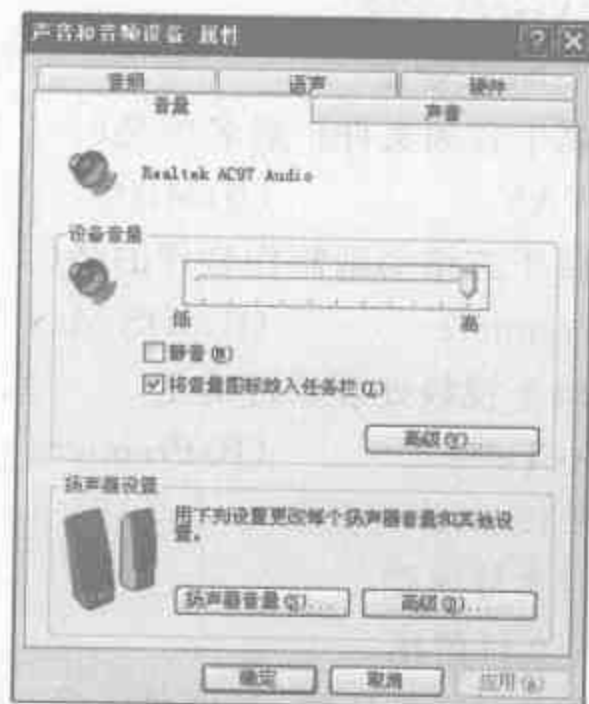 声音和音频设备 属性
音频 语声 硬件
音量 声音
Realtek AC97 Audio
设备音量
低 高
静音(M)
将音量图标放入任务栏(I)
高级(V)
扬声器设置
用下列设置更改每个扬声器音量和其他设
置。
扬声器音量(S)... 高级(D)..
确定 取消 应用(A)